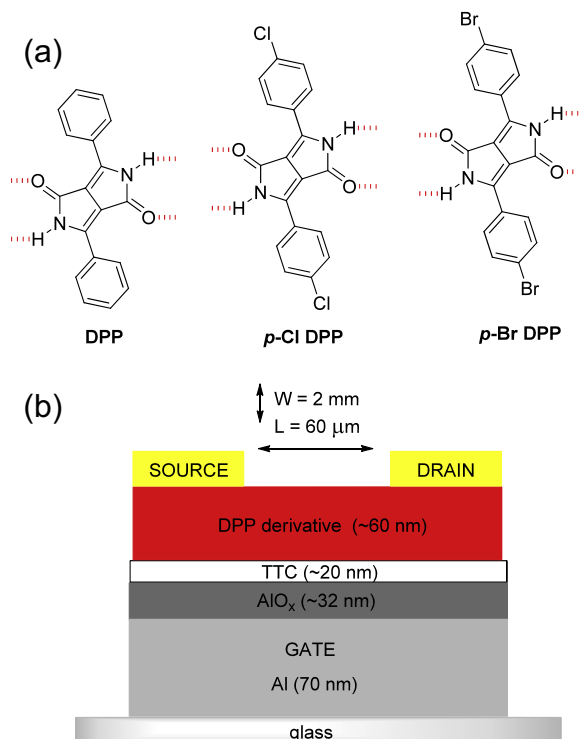 (a)
Cl
Br
H
N
O
N
H
O
DPP
H
N
O
N
H
O
Cl
p-Cl DPP
H
N
O
N
H
O
Br
p-Br DPP
(b)
W = 2 mm
L = 60 μm
SOURCE
DRAIN
DPP derivative (~60 nm)
TTC (~20 nm)
AlOₓ (~32 nm)
GATE
Al (70 nm)
glass